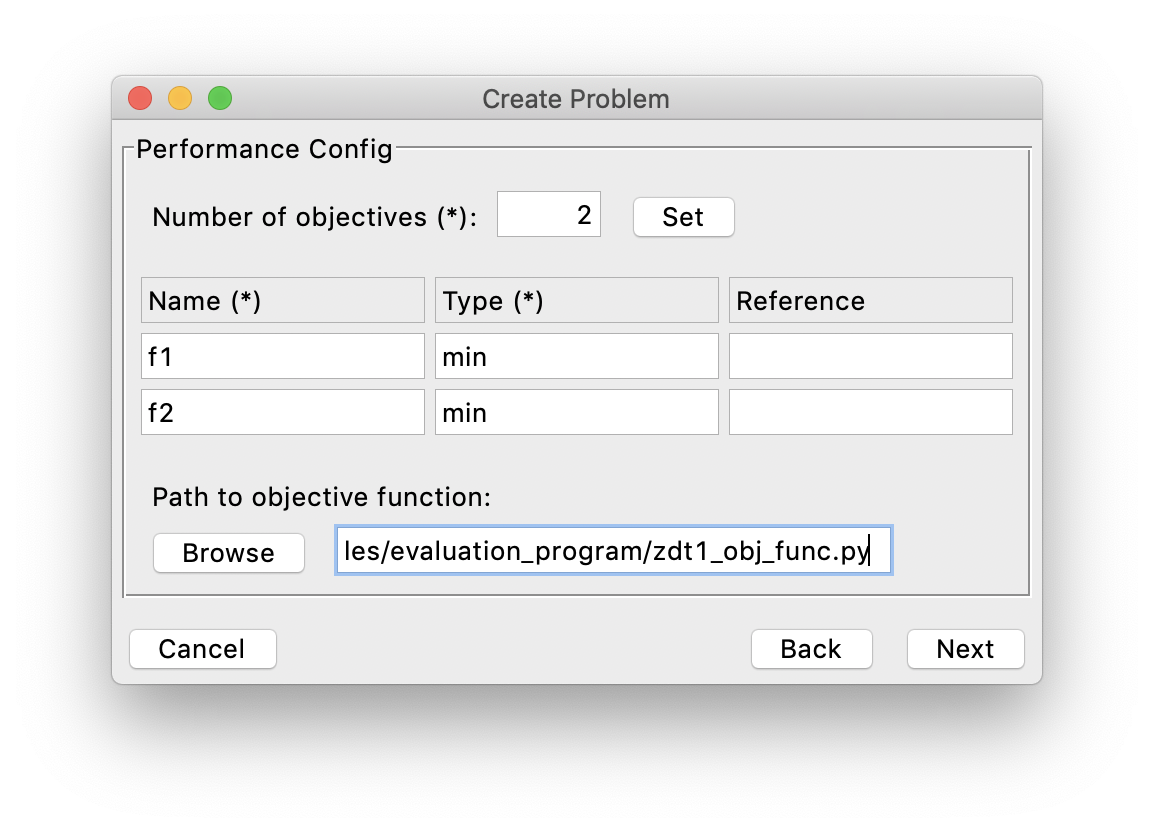 Create Problem
Performance Config
Number of objectives (*): 2 Set
Name (*) Type (*) Reference
f1 min
f2 min
Path to objective function:
Browse les/evaluation_program/zdt1_obj_func.py
Cancel Back Next